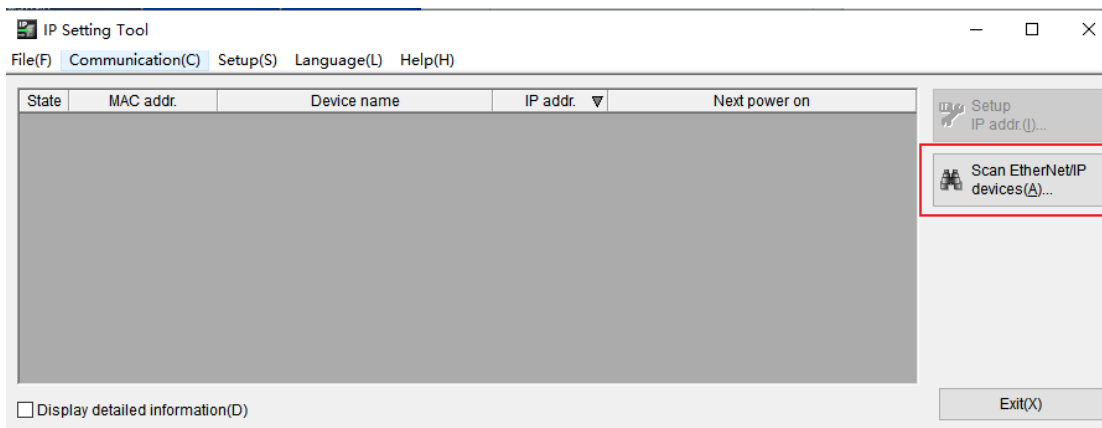 IP Setting Tool
File(F) Communication(C) Setup(S) Language(L) Help(H)
State MAC addr. Device name IP addr. Next power on
Setup
IP addr.(I)...
Scan EtherNet/IP
devices(A)...
Display detailed information(D)
Exit(X)